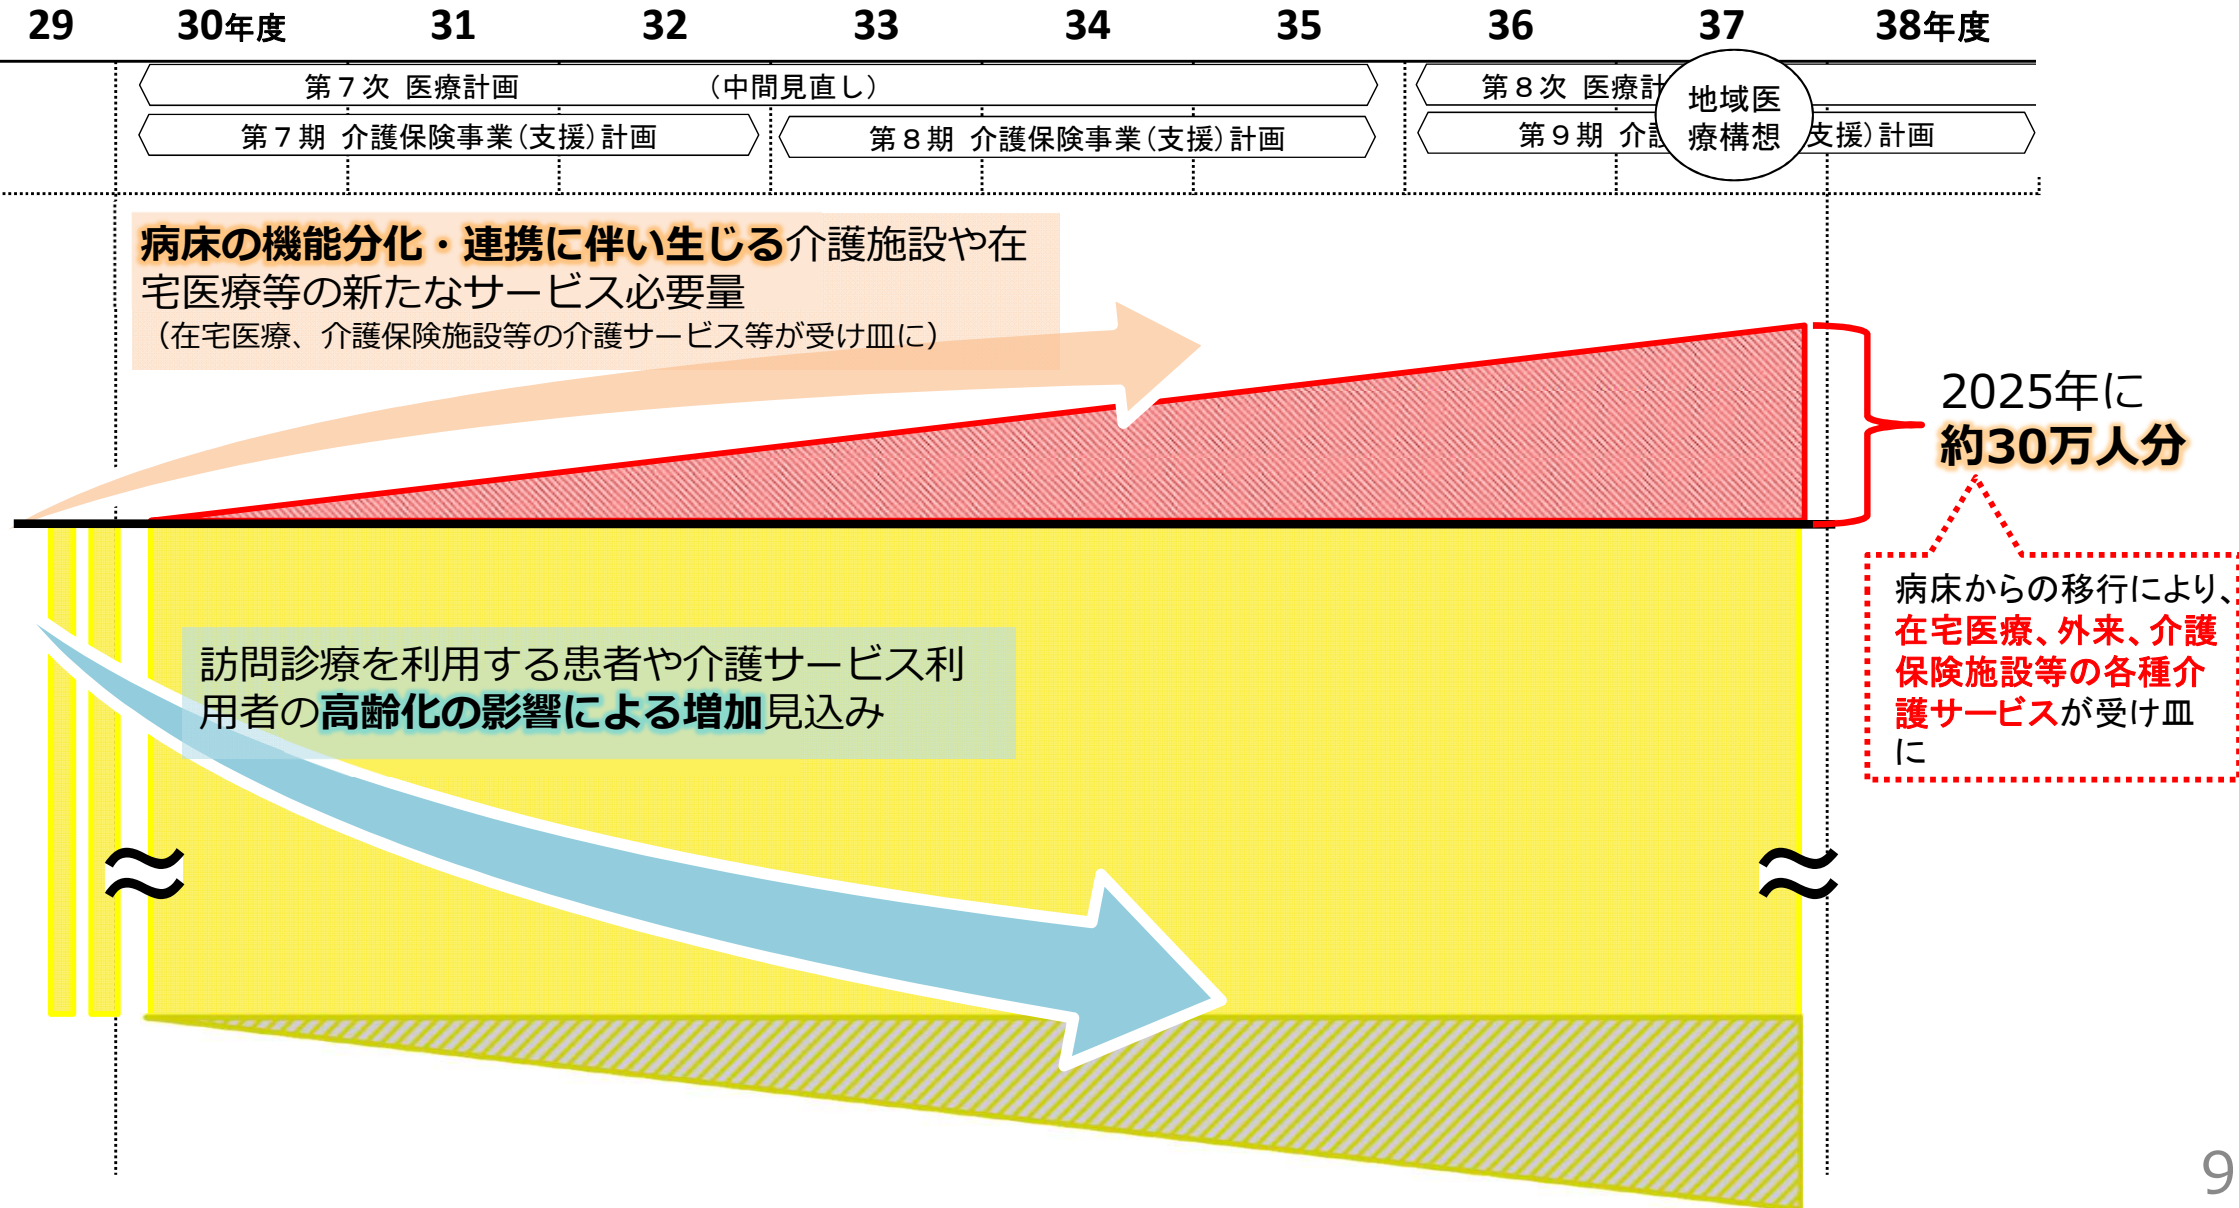 29 30年度 31 32 33 34 35 36 37 38年度
第７次 医療計画 （中間見直し）
第８次 医療計
第７期 介護保険事業（支援）計画
第８期 介護保険事業（支援）計画
第９期 介
支援）計画
地域医
療構想
病床の機能分化・連携に伴い生じる介護施設や在
宅医療等の新たなサービス必要量
（在宅医療、介護保険施設等の介護サービス等が受け皿に）
2025年に
約30万人分
病床からの移行により、
在宅医療、外来、介護
保険施設等の各種介
護サービスが受け皿
に
訪問診療を利用する患者や介護サービス利
用者の高齢化の影響による増加見込み
9